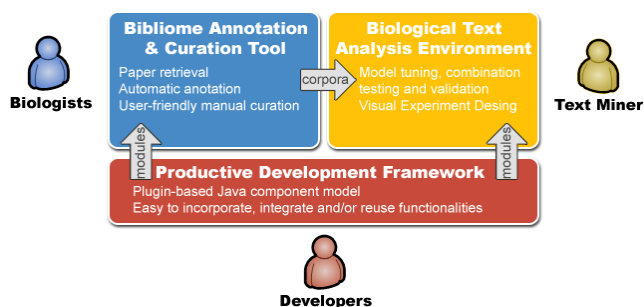 Bibliome Annotation
& Curation Tool
Paper retrieval
Automatic anotation
User-friendly manual curation
corpora
Biological Text
Analysis Environment
Model tuning, combination
testing and validation
Visual Experiment Desing
Biologists
Text Miner
modules
modules
Productive Development Framework
Plugin-based Java component model
Easy to incorporate, integrate and/or reuse functionalities
Developers